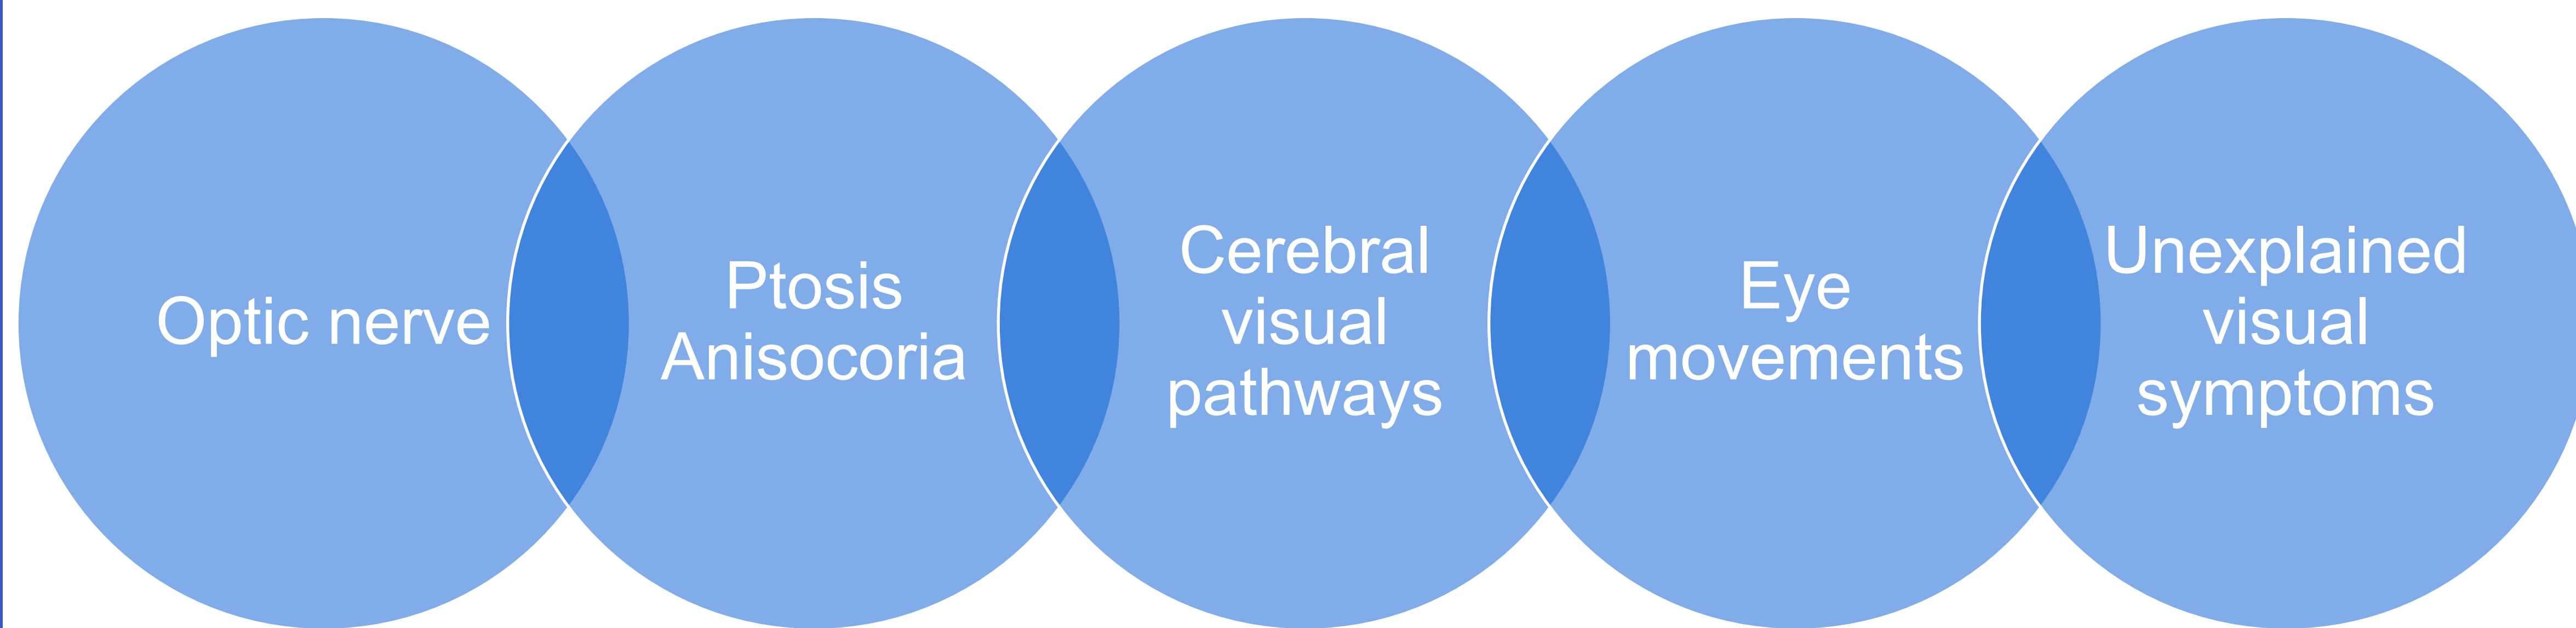 Optic nerve
Ptosis
Anisocoria
Cerebral
visual
pathways
Eye
movements
Unexplained
visual
symptoms